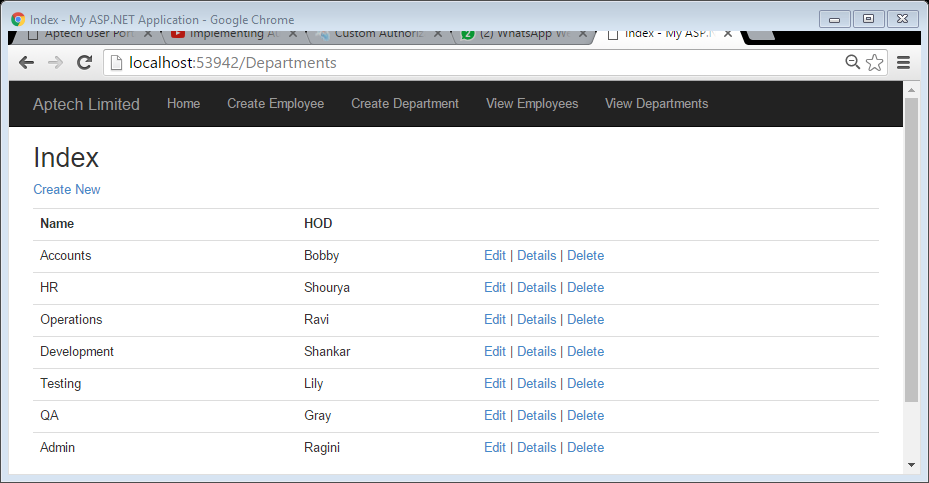 Index - My ASP.NET Application - Google Chrome
Aptech User Port Implementing Custom Authoriz (2) WhatsApp We Index - My ASP.
localhost:53942/Departments
Aptech Limited Home Create Employee Create Department View Employees View Departments
Index
Create New
Name HOD
Accounts Bobby Edit | Details | Delete
HR Shourya Edit | Details | Delete
Operations Ravi Edit | Details | Delete
Development Shankar Edit | Details | Delete
Testing Lily Edit | Details | Delete
QA Gray Edit | Details | Delete
Admin Ragini Edit | Details | Delete